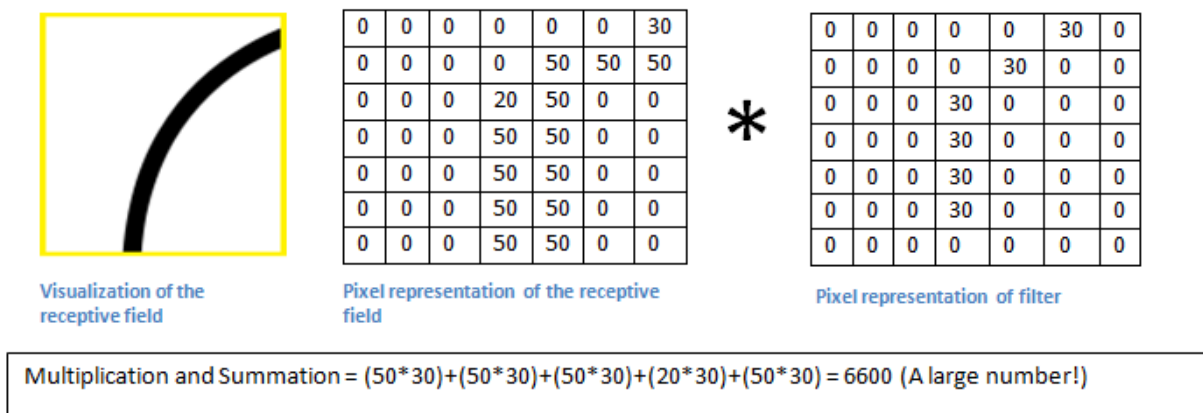 0 0 0 0 0 0 30
0 0 0 0 50 50 50
0 0 0 20 50 0 0
0 0 0 50 50 0 0
0 0 0 50 50 0 0
0 0 0 50 50 0 0
0 0 0 50 50 0 0
*
0 0 0 0 0 30 0
0 0 0 0 30 0 0
0 0 0 30 0 0 0
0 0 0 30 0 0 0
0 0 0 30 0 0 0
0 0 0 30 0 0 0
0 0 0 0 0 0 0
Visualization of the
receptive field
Pixel representation of the receptive
field
Pixel representation of filter
Multiplication and Summation = (50*30)+(50*30)+(50*30)+(20*30)+(50*30) = 6600 (A large number!)